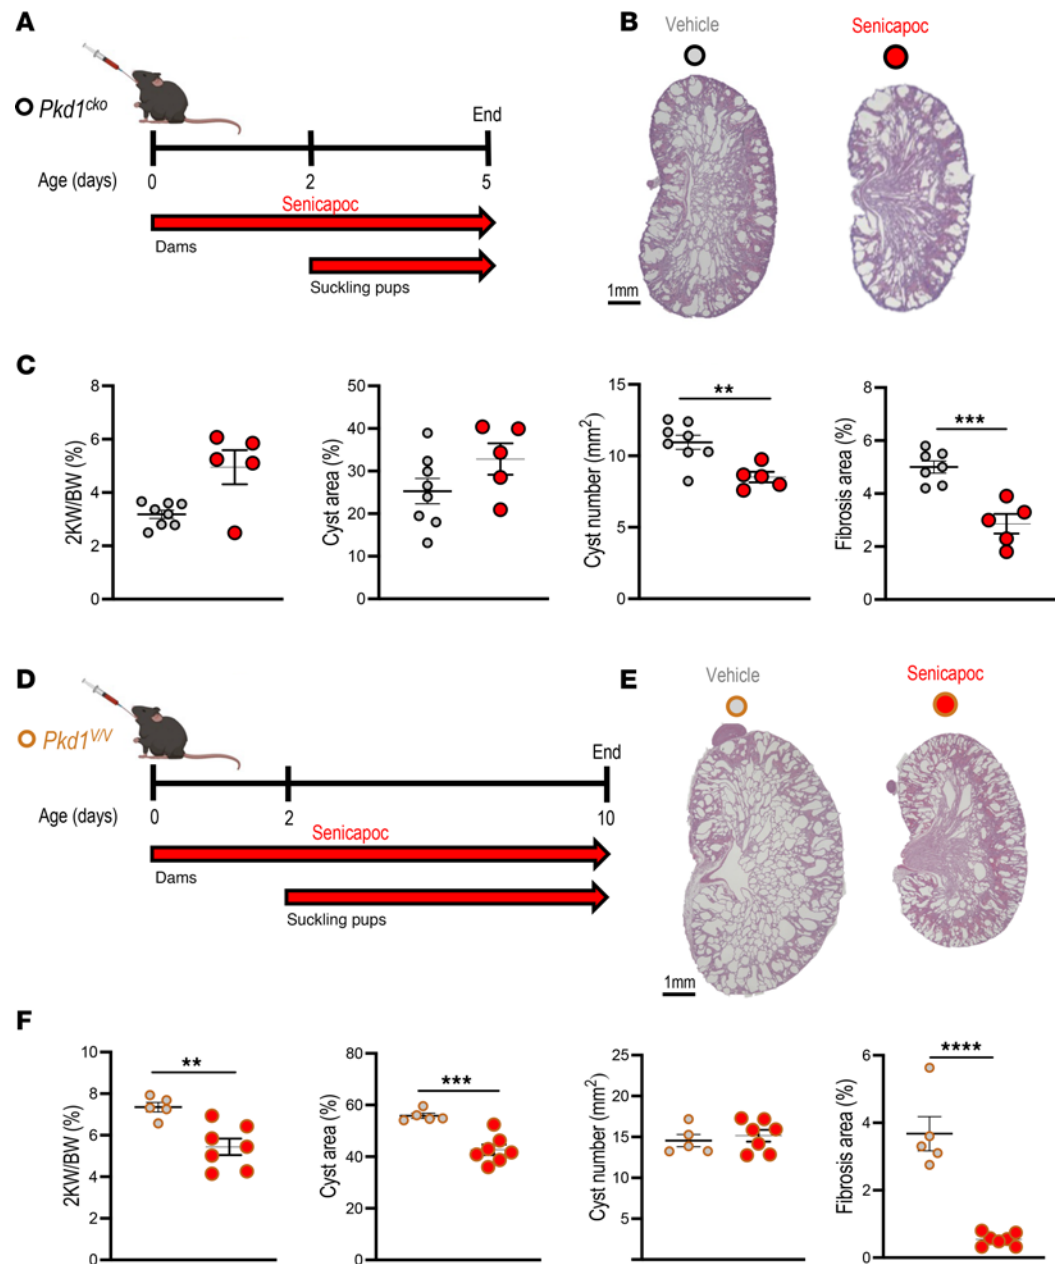 A
Pkd1cko
End
Age (days)
0
2
5
Senicapoc
Dams
Suckling pups
B
Vehicle
Senicapoc
1mm
C
2KW/BW (%)
8
6
4
2
0
Cyst area (%)
50
40
30
20
10
0
Cyst number (mm2)
15
10
5
0
**
Fibrosis area (%)
8
6
4
2
0
***
D
Pkd1V/V
End
Age (days)
0
2
10
Senicapoc
Dams
Suckling pups
E
Vehicle
Senicapoc
1mm
F
2KW/BW (%)
10
8
6
4
2
0
**
Cyst area (%)
80
60
40
20
0
***
Cyst number (mm2)
25
20
15
10
5
Fibrosis area (%)
6
4
2
0
****